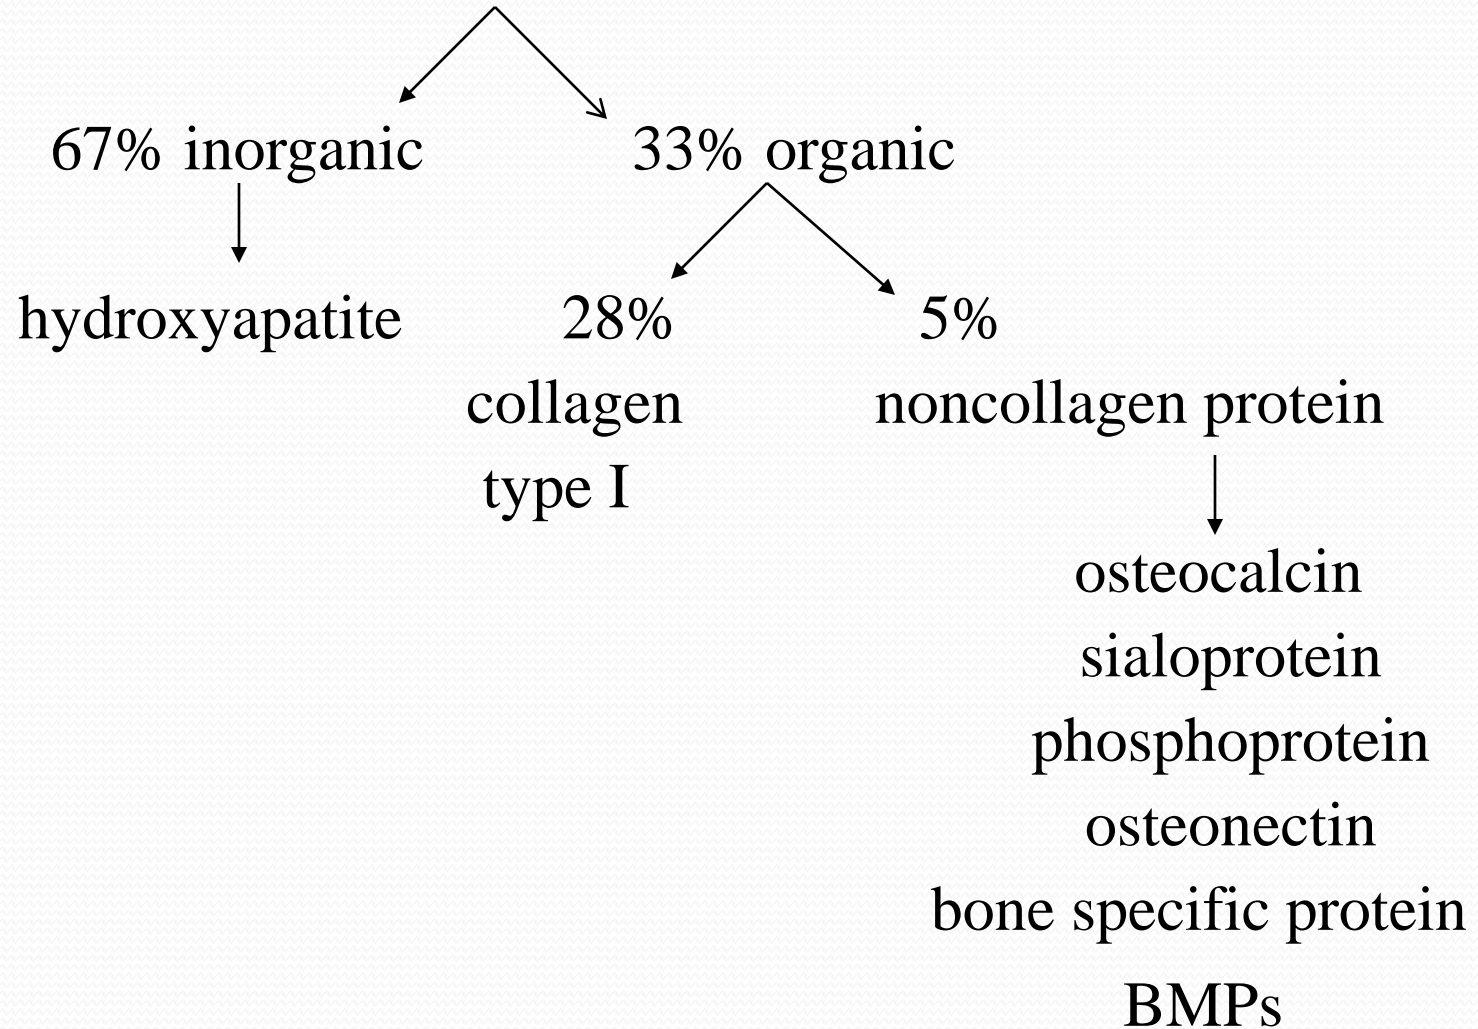 67% inorganic 33% organic
hydroxyapatite 28% 5%
collagen noncollagen protein
type I
osteocalcin
sialoprotein
phosphoprotein
osteonectin
bone specific protein
BMPs